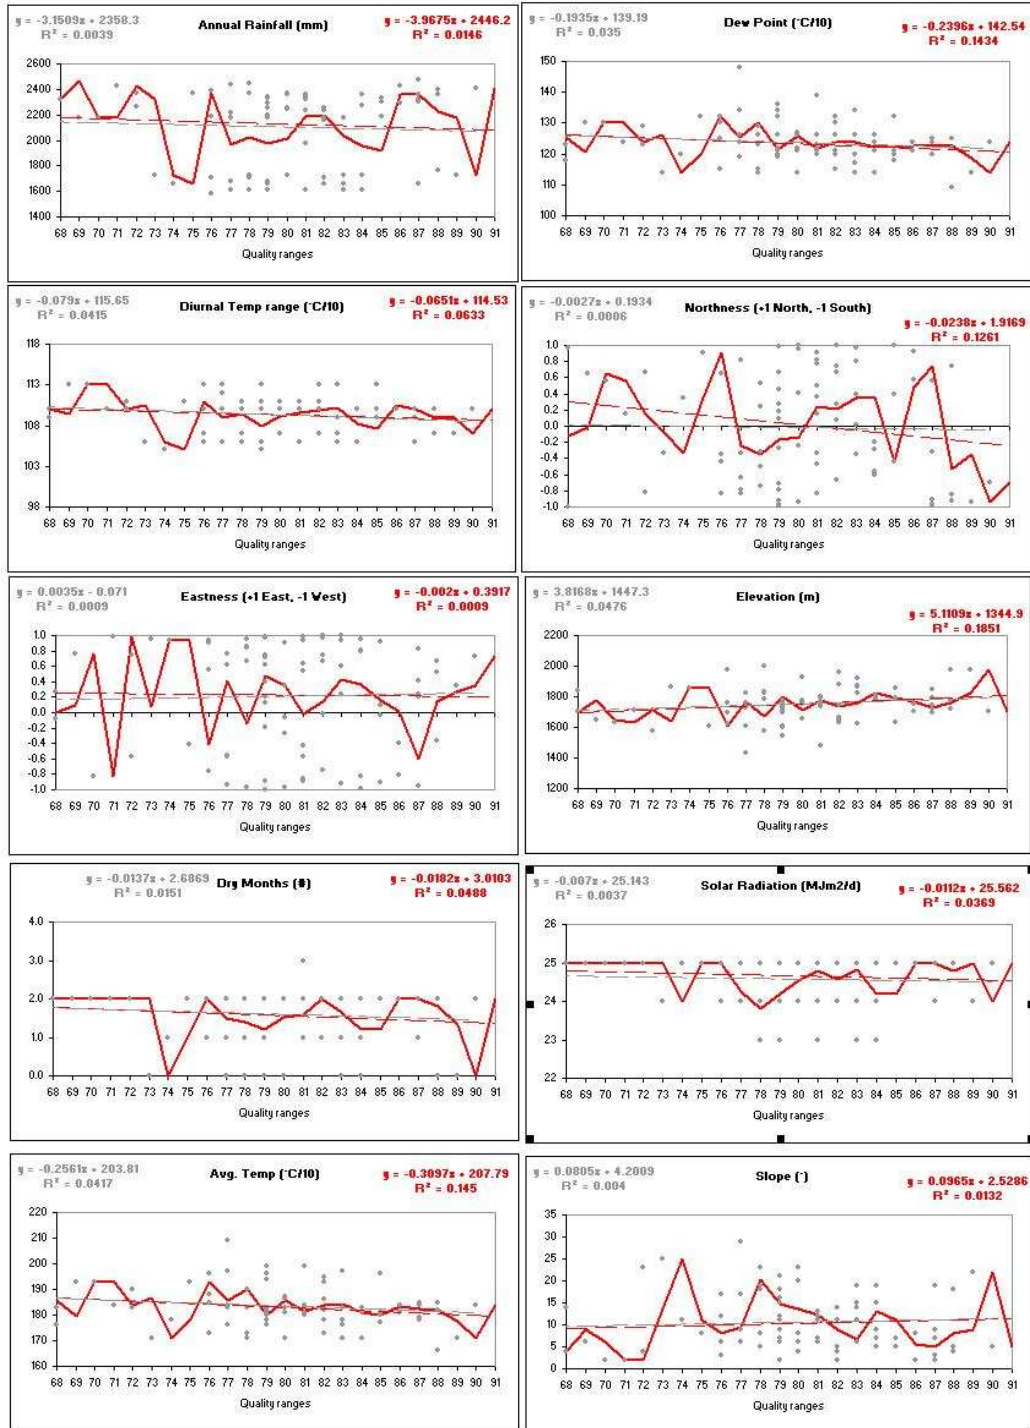 y = -3.1509x + 2358.3
R² = 0.0039
Annual Rainfall (mm)
y = -3.9675x + 2446.2
R² = 0.0146
2600
2400
2200
2000
1800
1600
1400
68 69 70 71 72 73 74 75 76 77 78 79 80 81 82 83 84 85 86 87 88 89 90 91
Quality ranges
y = -0.1935x + 139.19
R² = 0.035
Dew Point (°C/10)
y = -0.2396x + 142.54
R² = 0.1434
150
140
130
120
110
100
68 69 70 71 72 73 74 75 76 77 78 79 80 81 82 83 84 85 86 87 88 89 90 91
Quality ranges
y = -0.079x + 115.65
R² = 0.0415
Diurnal Temp range (°C/10)
y = -0.0651x + 114.53
R² = 0.0633
118
113
108
103
98
68 69 70 71 72 73 74 75 76 77 78 79 80 81 82 83 84 85 86 87 88 89 90 91
Quality ranges
y = -0.0027x + 0.1934
R² = 0.0006
Northness (+1 North, -1 South)
y = -0.0238x + 1.9169
R² = 0.1261
1.0
0.8
0.6
0.4
0.2
0.0
-0.2
-0.4
-0.6
-0.8
-1.0
68 69 70 71 72 73 74 75 76 77 78 79 80 81 82 83 84 85 86 87 88 89 90 91
Quality ranges
y = 0.0035x - 0.071
R² = 0.0009
Eastness (+1 East, -1 West)
y = -0.002x + 0.3917
R² = 0.0009
1.0
0.8
0.6
0.4
0.2
0.0
-0.2
-0.4
-0.6
-0.8
-1.0
68 69 70 71 72 73 74 75 76 77 78 79 80 81 82 83 84 85 86 87 88 89 90 91
Quality ranges
y = 3.8168x + 1447.3
R² = 0.0476
Elevation (m)
y = 5.1109x + 1344.9
R² = 0.1851
2200
2000
1800
1600
1400
1200
68 69 70 71 72 73 74 75 76 77 78 79 80 81 82 83 84 85 86 87 88 89 90 91
Quality ranges
y = -0.0137x + 2.6869
R² = 0.0151
Dry Months (#)
y = -0.0182x + 3.0103
R² = 0.0488
4.0
3.0
2.0
1.0
0.0
68 69 70 71 72 73 74 75 76 77 78 79 80 81 82 83 84 85 86 87 88 89 90 91
Quality ranges
y = -0.007x + 25.143
R² = 0.0037
Solar Radiation (MJm2/d)
y = -0.0112x + 25.562
R² = 0.0369
26
25
24
23
22
68 69 70 71 72 73 74 75 76 77 78 79 80 81 82 83 84 85 86 87 88 89 90 91
Quality ranges
y = -0.2561x + 203.81
R² = 0.0417
Avg. Temp (°C/10)
y = -0.3097x + 207.79
R² = 0.145
220
210
200
190
180
170
160
68 69 70 71 72 73 74 75 76 77 78 79 80 81 82 83 84 85 86 87 88 89 90 91
Quality ranges
y = 0.0805x + 4.2009
R² = 0.004
Slope (°)
y = 0.0965x + 2.5286
R² = 0.0132
35
30
25
20
15
10
5
0
68 69 70 71 72 73 74 75 76 77 78 79 80 81 82 83 84 85 86 87 88 89 90 91
Quality ranges